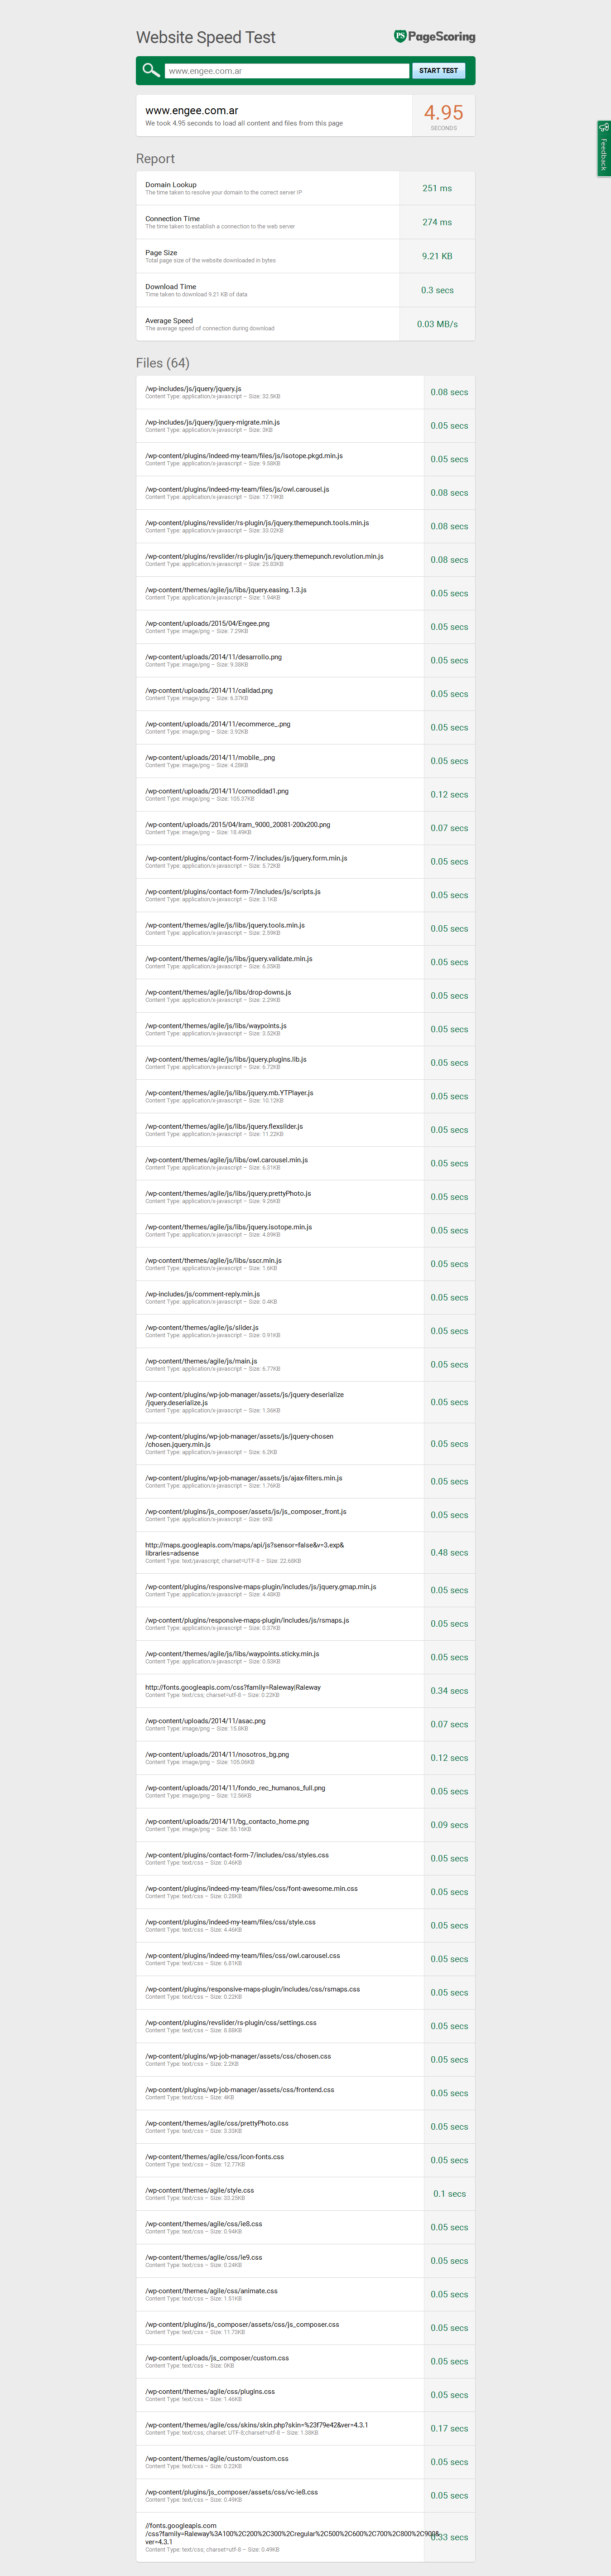 Website Speed Test
PS PageScoring
www.engee.com.ar
START TEST
www.engee.com.ar
We took 4.95 seconds to load all content and files from this page
4.95
SECONDS
Feedback
Report
Domain Lookup
The time taken to resolve your domain to the correct server IP
251 ms
Connection Time
The time taken to establish a connection to the web server
274 ms
Page Size
Total page size of the website downloaded in bytes
9.21 KB
Download Time
Time taken to download 9.21 KB of data
0.3 secs
Average Speed
The average speed of connection during download
0.03 MB/s
Files (64)
/wp-includes/js/jquery/jquery.js
Content Type: application/x-javascript – Size: 32.5KB
0.08 secs
/wp-includes/js/jquery/jquery-migrate.min.js
Content Type: application/x-javascript – Size: 3KB
0.05 secs
/wp-content/plugins/indeed-my-team/files/js/isotope.pkgd.min.js
Content Type: application/x-javascript – Size: 9.58KB
0.05 secs
/wp-content/plugins/indeed-my-team/files/js/owl.carousel.js
Content Type: application/x-javascript – Size: 17.19KB
0.08 secs
/wp-content/plugins/revslider/rs-plugin/js/jquery.themepunch.tools.min.js
Content Type: application/x-javascript – Size: 33.02KB
0.08 secs
/wp-content/plugins/revslider/rs-plugin/js/jquery.themepunch.revolution.min.js
Content Type: application/x-javascript – Size: 25.83KB
0.08 secs
/wp-content/themes/agile/js/libs/jquery.easing.1.3.js
Content Type: application/x-javascript – Size: 1.94KB
0.05 secs
/wp-content/uploads/2015/04/Engee.png
Content Type: image/png – Size: 7.29KB
0.05 secs
/wp-content/uploads/2014/11/desarrollo.png
Content Type: image/png – Size: 9.38KB
0.05 secs
/wp-content/uploads/2014/11/calidad.png
Content Type: image/png – Size: 6.37KB
0.05 secs
/wp-content/uploads/2014/11/ecommerce_.png
Content Type: image/png – Size: 3.92KB
0.05 secs
/wp-content/uploads/2014/11/mobile_.png
Content Type: image/png – Size: 4.28KB
0.05 secs
/wp-content/uploads/2014/11/comodidad1.png
Content Type: image/png – Size: 105.37KB
0.12 secs
/wp-content/uploads/2015/04/Iram_9000_20081-200x200.png
Content Type: image/png – Size: 18.49KB
0.07 secs
/wp-content/plugins/contact-form-7/includes/js/jquery.form.min.js
Content Type: application/x-javascript – Size: 5.72KB
0.05 secs
/wp-content/plugins/contact-form-7/includes/js/scripts.js
Content Type: application/x-javascript – Size: 3.1KB
0.05 secs
/wp-content/themes/agile/js/libs/jquery.tools.min.js
Content Type: application/x-javascript – Size: 2.59KB
0.05 secs
/wp-content/themes/agile/js/libs/jquery.validate.min.js
Content Type: application/x-javascript – Size: 6.35KB
0.05 secs
/wp-content/themes/agile/js/libs/drop-downs.js
Content Type: application/x-javascript – Size: 2.29KB
0.05 secs
/wp-content/themes/agile/js/libs/waypoints.js
Content Type: application/x-javascript – Size: 3.52KB
0.05 secs
/wp-content/themes/agile/js/libs/jquery.plugins.lib.js
Content Type: application/x-javascript – Size: 6.72KB
0.05 secs
/wp-content/themes/agile/js/libs/jquery.mb.YTPlayer.js
Content Type: application/x-javascript – Size: 10.12KB
0.05 secs
/wp-content/themes/agile/js/libs/jquery.flexslider.js
Content Type: application/x-javascript – Size: 11.22KB
0.05 secs
/wp-content/themes/agile/js/libs/owl.carousel.min.js
Content Type: application/x-javascript – Size: 6.31KB
0.05 secs
/wp-content/themes/agile/js/libs/jquery.prettyPhoto.js
Content Type: application/x-javascript – Size: 9.26KB
0.05 secs
/wp-content/themes/agile/js/libs/jquery.isotope.min.js
Content Type: application/x-javascript – Size: 4.89KB
0.05 secs
/wp-content/themes/agile/js/libs/sscr.min.js
Content Type: application/x-javascript – Size: 1.6KB
0.05 secs
/wp-includes/js/comment-reply.min.js
Content Type: application/x-javascript – Size: 0.4KB
0.05 secs
/wp-content/themes/agile/js/slider.js
Content Type: application/x-javascript – Size: 0.91KB
0.05 secs
/wp-content/themes/agile/js/main.js
Content Type: application/x-javascript – Size: 6.77KB
0.05 secs
/wp-content/plugins/wp-job-manager/assets/js/jquery-deserialize
/jquery.deserialize.js
Content Type: application/x-javascript – Size: 1.36KB
0.05 secs
/wp-content/plugins/wp-job-manager/assets/js/jquery-chosen
/chosen.jquery.min.js
Content Type: application/x-javascript – Size: 6.2KB
0.05 secs
/wp-content/plugins/wp-job-manager/assets/js/ajax-filters.min.js
Content Type: application/x-javascript – Size: 1.76KB
0.05 secs
/wp-content/plugins/js_composer/assets/js/js_composer_front.js
Content Type: application/x-javascript – Size: 6KB
0.05 secs
http://maps.googleapis.com/maps/api/js?sensor=false&v=3.exp&
libraries=adsense
Content Type: text/javascript; charset=UTF-8 – Size: 22.68KB
0.48 secs
/wp-content/plugins/responsive-maps-plugin/includes/js/jquery.gmap.min.js
Content Type: application/x-javascript – Size: 4.48KB
0.05 secs
/wp-content/plugins/responsive-maps-plugin/includes/js/rsmaps.js
Content Type: application/x-javascript – Size: 0.37KB
0.05 secs
/wp-content/themes/agile/js/libs/waypoints.sticky.min.js
Content Type: application/x-javascript – Size: 0.53KB
0.05 secs
http://fonts.googleapis.com/css?family=Raleway|Raleway
Content Type: text/css; charset=utf-8 – Size: 0.22KB
0.34 secs
/wp-content/uploads/2014/11/asac.png
Content Type: image/png – Size: 15.8KB
0.07 secs
/wp-content/uploads/2014/11/nosotros_bg.png
Content Type: image/png – Size: 105.06KB
0.12 secs
/wp-content/uploads/2014/11/fondo_rec_humanos_full.png
Content Type: image/png – Size: 12.56KB
0.05 secs
/wp-content/uploads/2014/11/bg_contacto_home.png
Content Type: image/png – Size: 55.16KB
0.09 secs
/wp-content/plugins/contact-form-7/includes/css/styles.css
Content Type: text/css – Size: 0.46KB
0.05 secs
/wp-content/plugins/indeed-my-team/files/css/font-awesome.min.css
Content Type: text/css – Size: 0.28KB
0.05 secs
/wp-content/plugins/indeed-my-team/files/css/style.css
Content Type: text/css – Size: 4.46KB
0.05 secs
/wp-content/plugins/indeed-my-team/files/css/owl.carousel.css
Content Type: text/css – Size: 6.81KB
0.05 secs
/wp-content/plugins/responsive-maps-plugin/includes/css/rsmaps.css
Content Type: text/css – Size: 0.22KB
0.05 secs
/wp-content/plugins/revslider/rs-plugin/css/settings.css
Content Type: text/css – Size: 8.88KB
0.05 secs
/wp-content/plugins/wp-job-manager/assets/css/chosen.css
Content Type: text/css – Size: 2.2KB
0.05 secs
/wp-content/plugins/wp-job-manager/assets/css/frontend.css
Content Type: text/css – Size: 4KB
0.05 secs
/wp-content/themes/agile/css/prettyPhoto.css
Content Type: text/css – Size: 3.33KB
0.05 secs
/wp-content/themes/agile/css/icon-fonts.css
Content Type: text/css – Size: 12.77KB
0.05 secs
/wp-content/themes/agile/style.css
Content Type: text/css – Size: 33.25KB
0.1 secs
/wp-content/themes/agile/css/ie8.css
Content Type: text/css – Size: 0.94KB
0.05 secs
/wp-content/themes/agile/css/ie9.css
Content Type: text/css – Size: 0.24KB
0.05 secs
/wp-content/themes/agile/css/animate.css
Content Type: text/css – Size: 1.51KB
0.05 secs
/wp-content/plugins/js_composer/assets/css/js_composer.css
Content Type: text/css – Size: 11.73KB
0.05 secs
/wp-content/uploads/js_composer/custom.css
Content Type: text/css – Size: 0KB
0.05 secs
/wp-content/themes/agile/css/plugins.css
Content Type: text/css – Size: 1.46KB
0.05 secs
/wp-content/themes/agile/css/skins/skin.php?skin=%23f79e42&ver=4.3.1
Content Type: text/css; charset: UTF-8;charset=utf-8 – Size: 1.38KB
0.17 secs
/wp-content/themes/agile/custom/custom.css
Content Type: text/css – Size: 0.22KB
0.05 secs
/wp-content/plugins/js_composer/assets/css/vc-ie8.css
Content Type: text/css – Size: 0.49KB
0.05 secs
//fonts.googleapis.com
/css?family=Raleway%3A100%2C200%2C300%2Cregular%2C500%2C600%2C700%2C800%2C900&
ver=4.3.1
Content Type: text/css; charset=utf-8 – Size: 0.49KB
0.33 secs